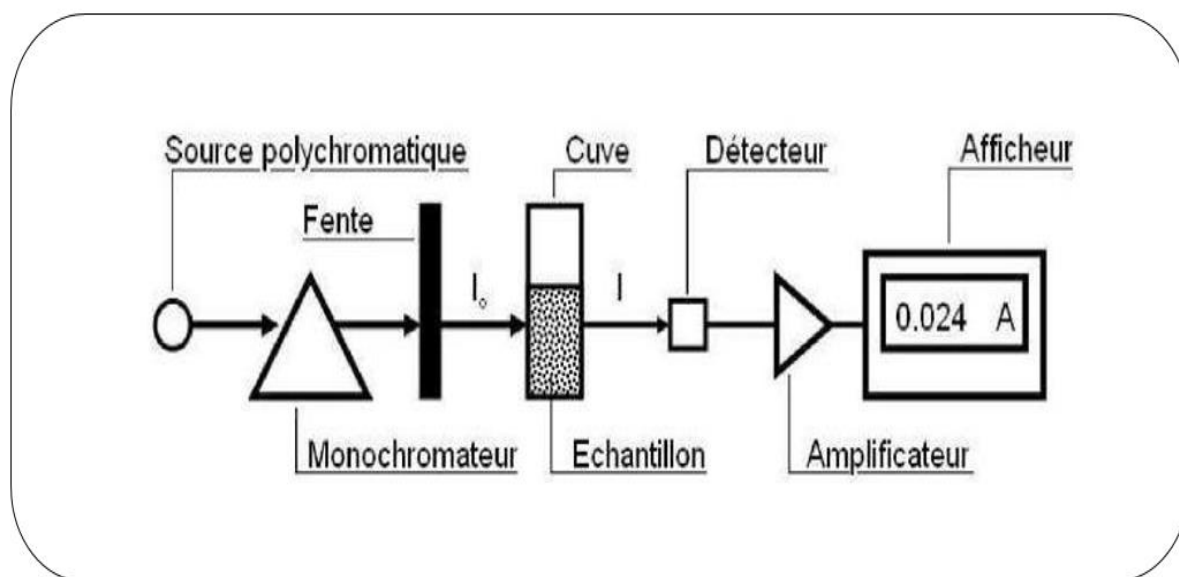 Source polychromatique
Cuve
Détecteur
Afficheur
Fente
I₀
I
0.024 A
Monochromateur
Echantillon
Amplificateur